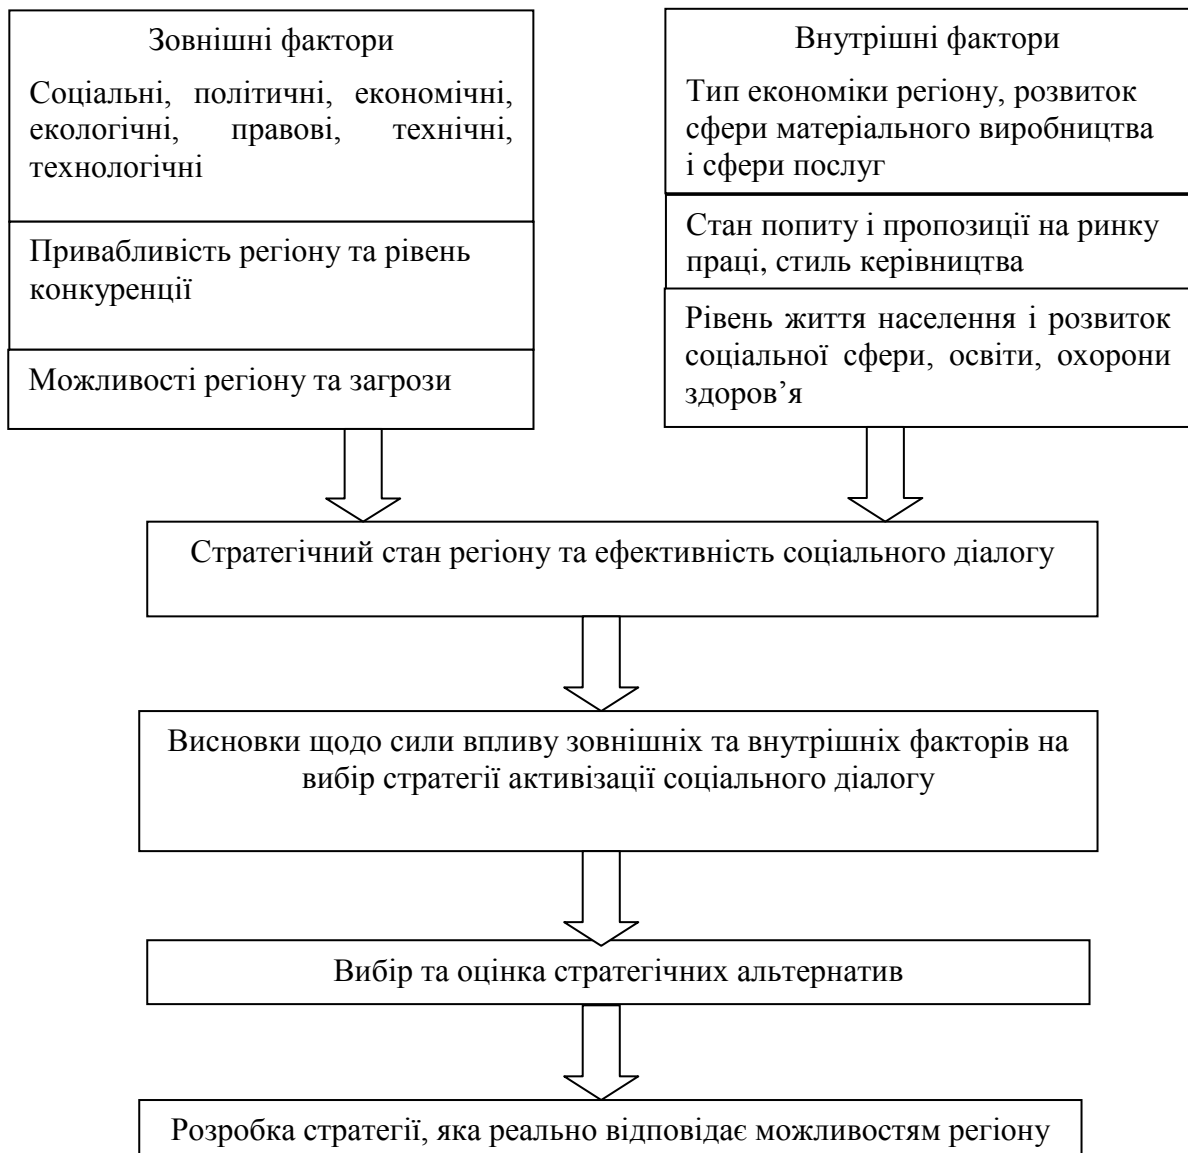 Зовнішні фактори
Соціальні, політичні, економічні,
екологічні, правові, технічні,
технологічні
Привабливість регіону та рівень
конкуренції
Можливості регіону та загрози
Внутрішні фактори
Тип економіки регіону, розвиток
сфери матеріального виробництва
і сфери послуг
Стан попиту і пропозиції на ринку
праці, стиль керівництва
Рівень життя населення і розвиток
соціальної сфери, освіти, охорони
здоров’я
Стратегічний стан регіону та ефективність соціального діалогу
Висновки щодо сили впливу зовнішніх та внутрішніх факторів на
вибір стратегії активізації соціального діалогу
Вибір та оцінка стратегічних альтернатив
Розробка стратегії, яка реально відповідає можливостям регіону